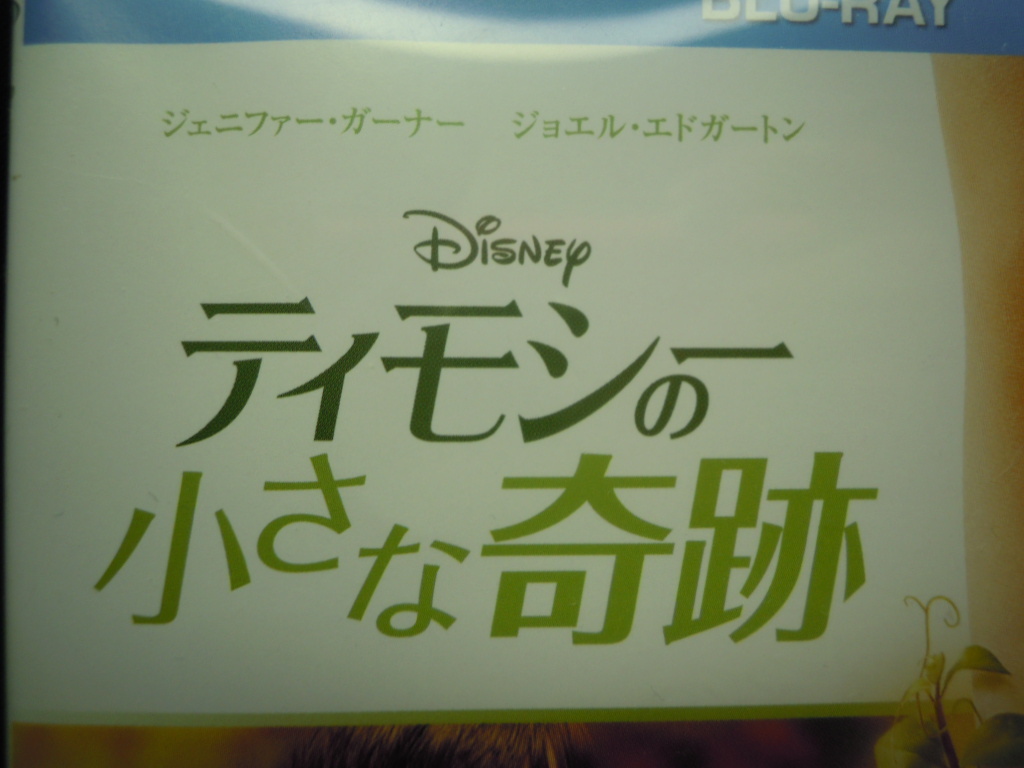 BLU-RAY
ジェニファー・ガーナー ジョエル・エドガートン
DISNEY
ティモシーの
小さな奇跡